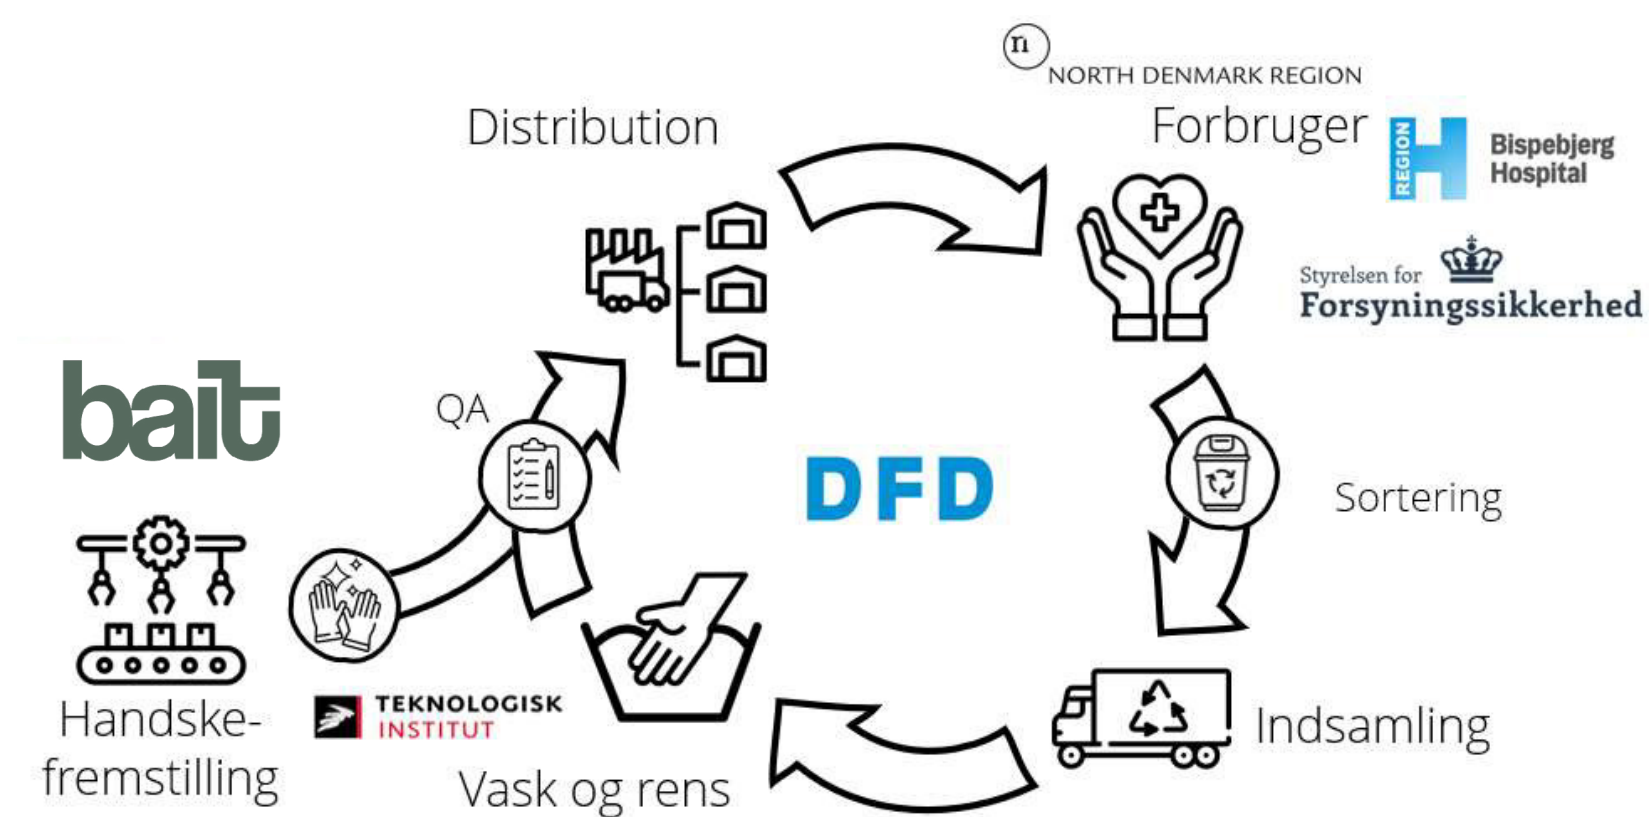 n
NORTH DENMARK REGION
Distribution
Forbruger
REGION H
Bispebjerg
Hospital
Styrelsen for
Forsyningssikkerhed
bait
QA
DFD
Sortering
Handske-
fremstilling
TEKNOLOGISK
INSTITUT
Vask og rens
Indsamling